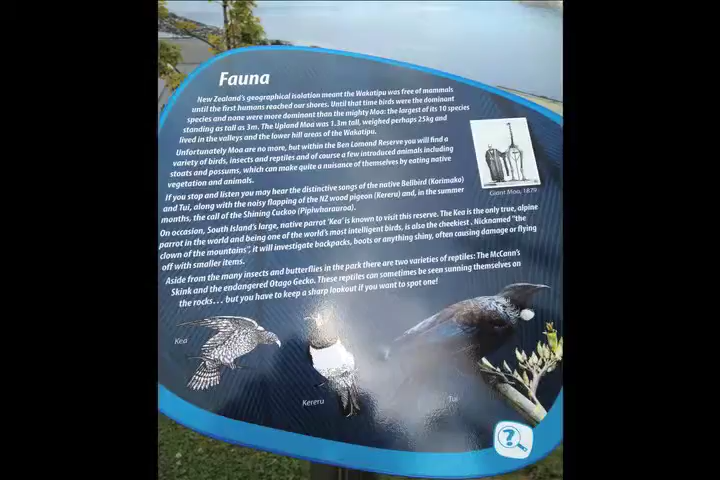 Fauna
New Zealand's geographical isolation meant the Wakatipu was free of mammals
until the first humans reached our shores. Until that time birds were the dominant
species and none were more dominant than the mighty Moa: the largest of its 10 species
standing as tall as 3m. The Upland Moa was 1.3m tall, weighed perhaps 25kg and
lived in the valleys and the lower hill areas of the Wakatipu.
Unfortunately Moa are no more, but within the Ben Lomond Reserve you will find a
variety of birds, insects and reptiles and of course a few introduced animals including
stoats and possums, which can make quite a nuisance of themselves by eating native
vegetation and animals.
Giant Moa, 1879
If you stop and listen you may hear the distinctive songs of the native Bellbird (Korimako)
and Tui, along with the noisy flapping of the NZ wood pigeon (Kereru) and, in the summer
months, the call of the Shining Cuckoo (Pipiwharauroa).
On occasion, South Island's large, native parrot 'Kea' is known to visit this reserve. The Kea is the only true, alpine
parrot in the world and being one of the world's most intelligent birds, is also the cheekiest. Nicknamed "the
clown of the mountains", it will investigate backpacks, boots or anything shiny, often causing damage or flying
off with smaller items.
Aside from the many insects and butterflies in the park there are two varieties of reptiles: The McCann's
Skink and the endangered Otago Gecko. These reptiles can sometimes be seen sunning themselves on
the rocks... but you have to keep a sharp lookout if you want to spot one!
Kea
Kereru
Tui
?